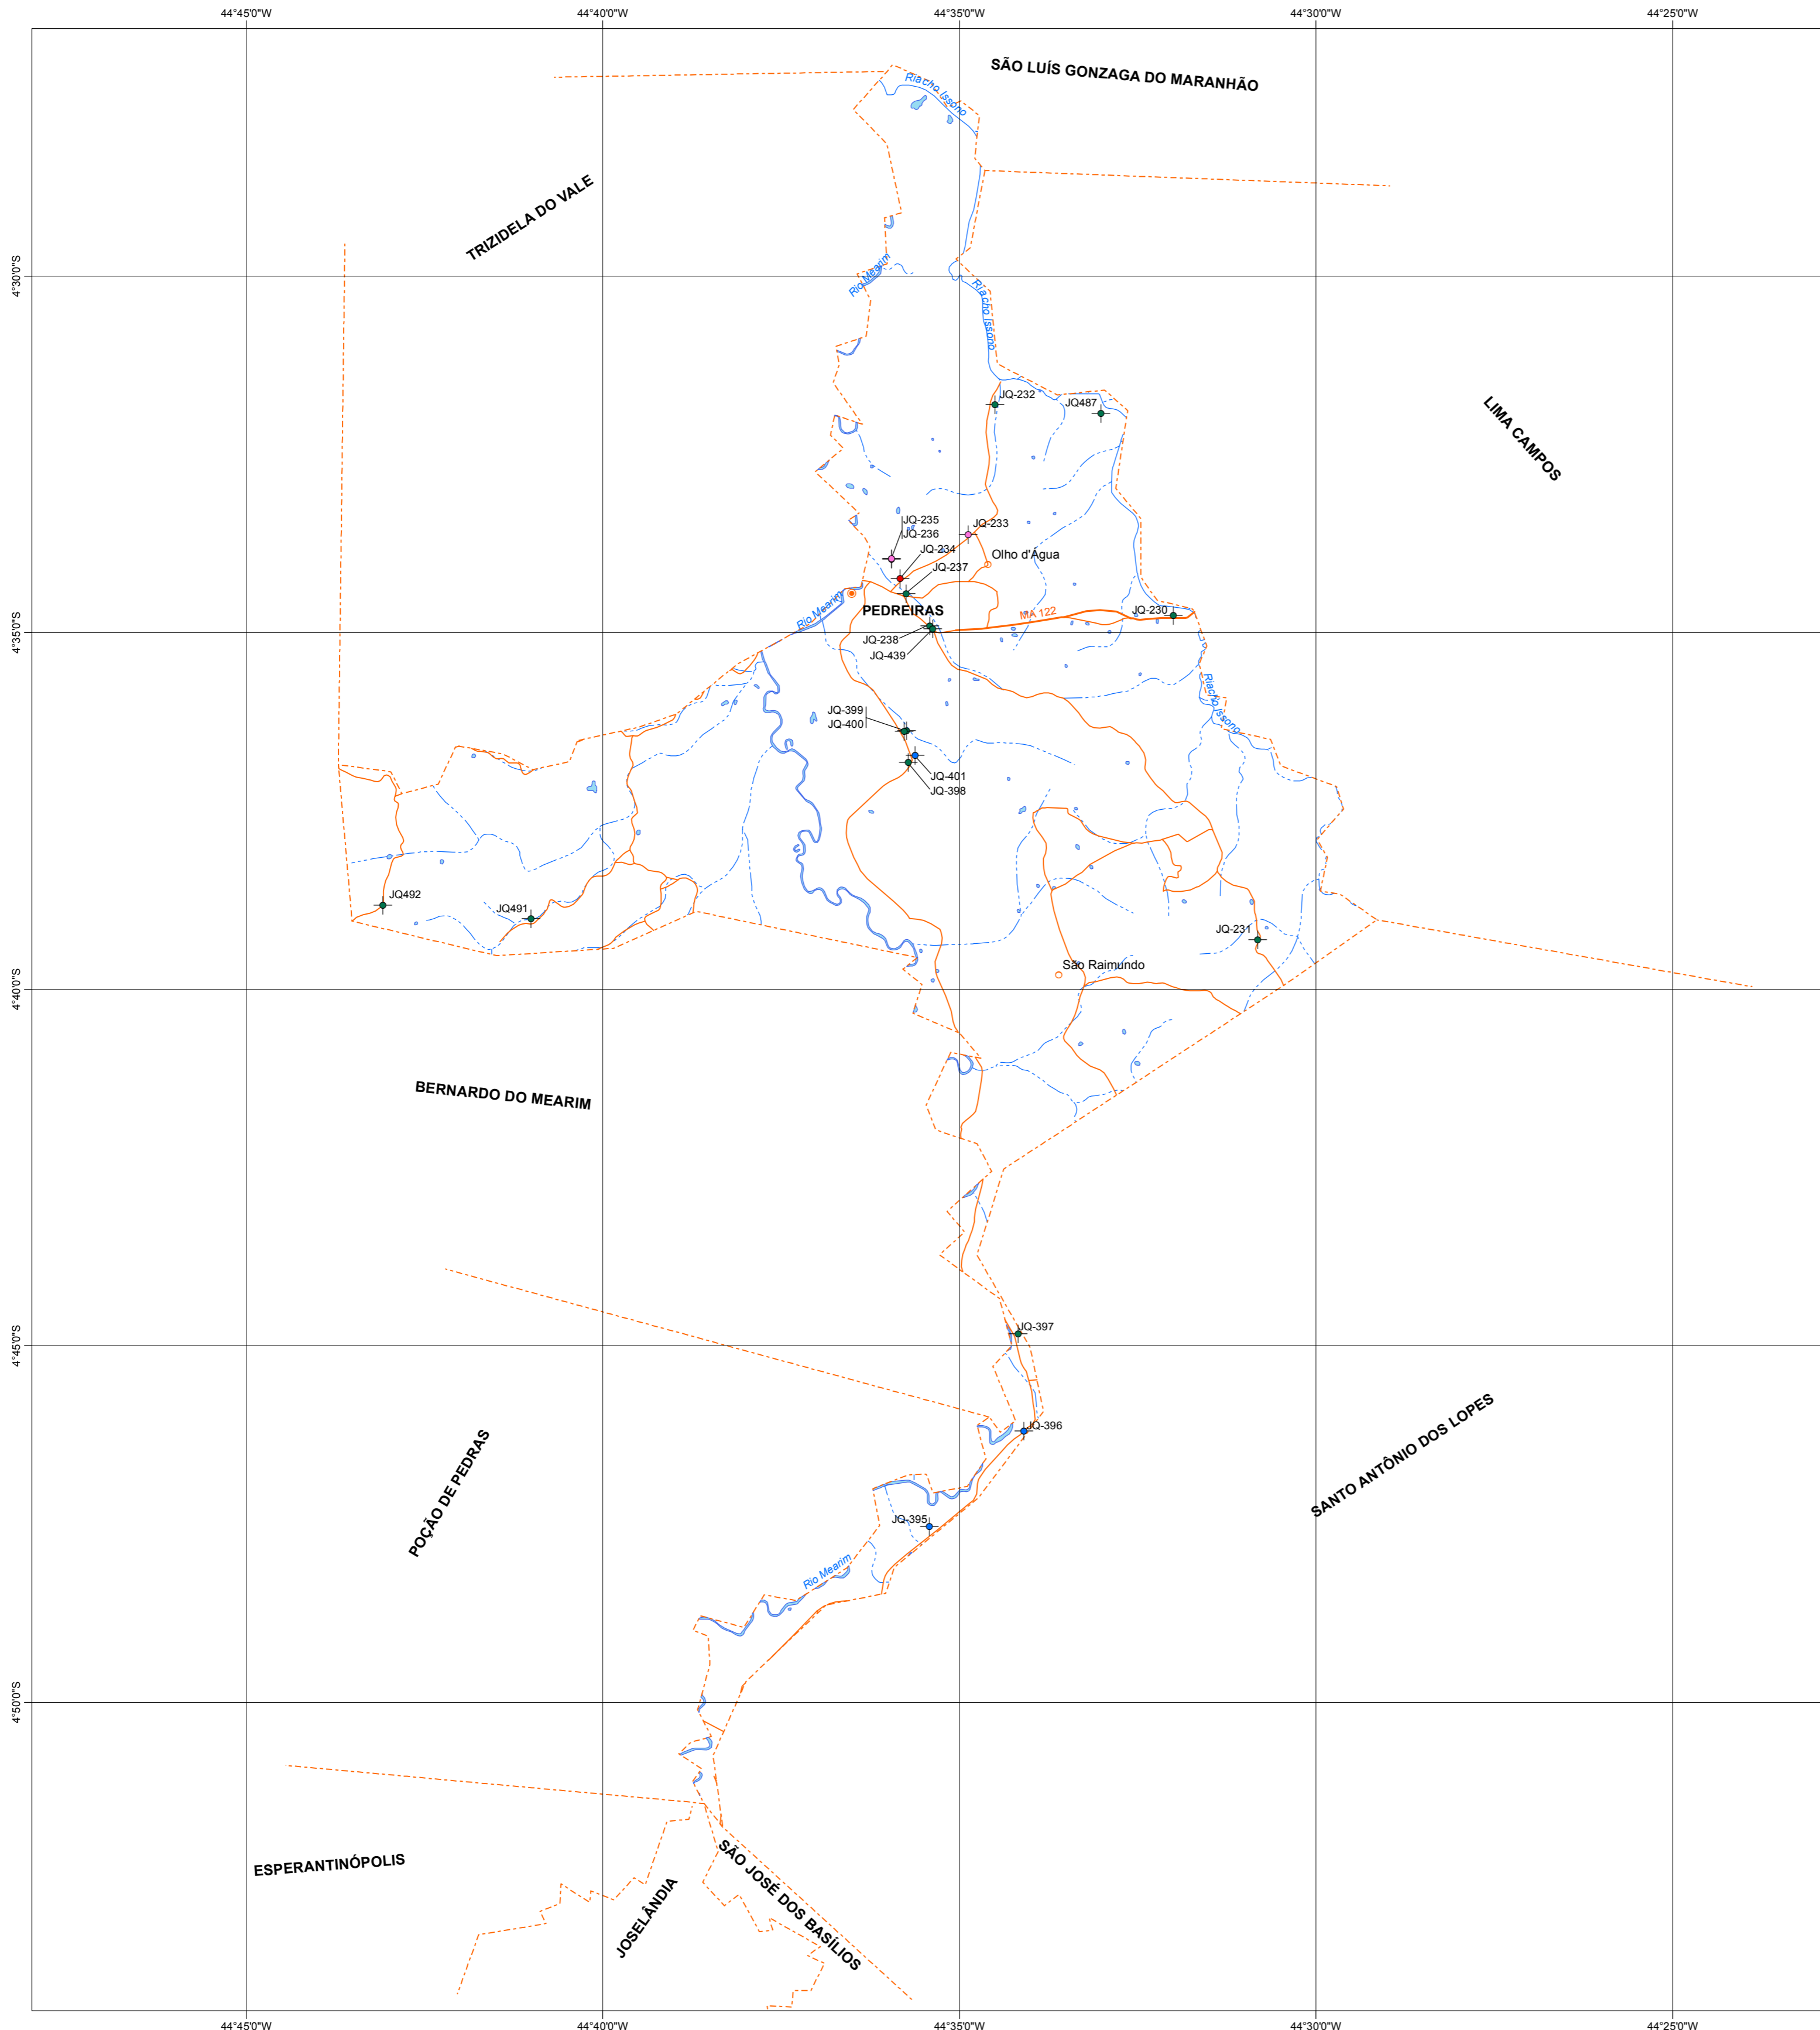 44°45'0"W
44°40'0"W
44°35'0"W
44°30'0"W
44°25'0"W
SÃO LUÍS GONZAGA DO MARANHÃO
Riacho Issono
TRIZIDELA DO VALE
4°30'0"S
Rio Mearim
Riacho Issono
JQ-232
JQ487
LIMA CAMPOS
JQ-235
JQ-236
JQ-233
JQ-234
Olho d'Água
JQ-237
Rio Mearim
PEDREIRAS
MA 122
JQ-230
4°35'0"S
JQ-238
JQ-439
Riacho Issono
JQ-399
JQ-400
JQ-401
JQ-398
JQ492
JQ491
JQ-231
São Raimundo
4°40'0"S
BERNARDO DO MEARIM
JQ-397
4°45'0"S
JQ-396
POÇÃO DE PEDRAS
SANTO ANTÔNIO DOS LOPES
JQ-395
Rio Mearim
4°50'0"S
ESPERANTINÓPOLIS
JOSELÂNDIA
SÃO JOSÉ DOS BASÍLIOS
44°45'0"W
44°40'0"W
44°35'0"W
44°30'0"W
44°25'0"W